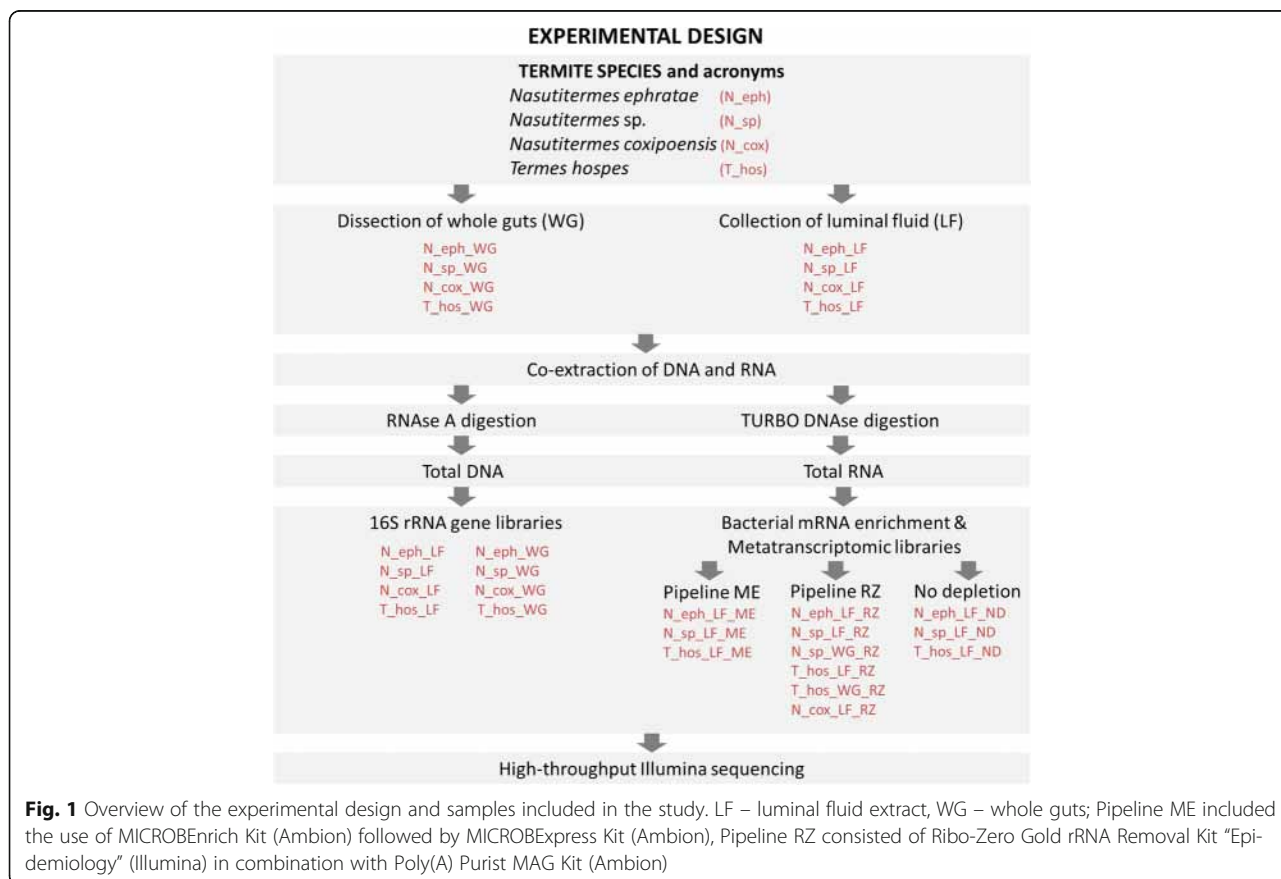 EXPERIMENTAL DESIGN
TERMITE SPECIES and acronyms
Nasutitermes ephratae (N_eph)
Nasutitermes sp. (N_sp)
Nasutitermes coxipoensis (N_cox)
Termes hospes (T_hos)
Dissection of whole guts (WG)
N_eph_WG
N_sp_WG
N_cox_WG
T_hos_WG
Collection of luminal fluid (LF)
N_eph_LF
N_sp_LF
N_cox_LF
T_hos_LF
Co-extraction of DNA and RNA
RNAse A digestion
TURBO DNAse digestion
Total DNA
Total RNA
16S rRNA gene libraries
N_eph_LF N_eph_WG
N_sp_LF N_sp_WG
N_cox_LF N_cox_WG
T_hos_LF T_hos_WG
Bacterial mRNA enrichment &
Metatranscriptomic libraries
Pipeline ME
N_eph_LF_ME
N_sp_LF_ME
T_hos_LF_ME
Pipeline RZ
N_eph_LF_RZ
N_sp_LF_RZ
N_sp_WG_RZ
T_hos_LF_RZ
T_hos_WG_RZ
N_cox_LF_RZ
No depletion
N_eph_LF_ND
N_sp_LF_ND
T_hos_LF_ND
High-throughput Illumina sequencing
Fig. 1 Overview of the experimental design and samples included in the study. LF – luminal fluid extract, WG – whole guts; Pipeline ME included
the use of MICROBEnrich Kit (Ambion) followed by MICROBExpress Kit (Ambion), Pipeline RZ consisted of Ribo-Zero Gold rRNA Removal Kit “Epi-
demiology” (Illumina) in combination with Poly(A) Purist MAG Kit (Ambion)